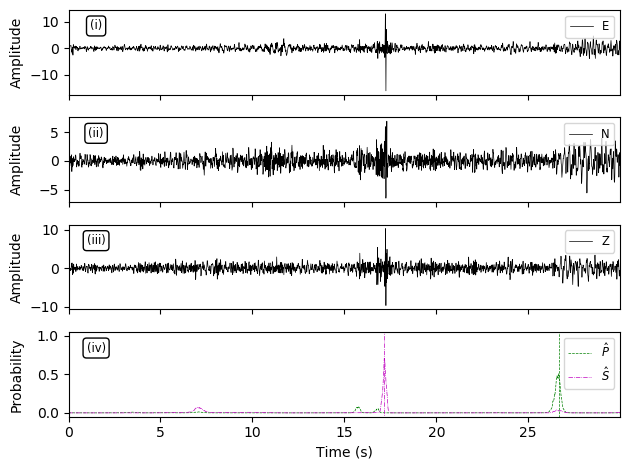 (i)
E
Amplitude
10
0
−10
(ii)
N
Amplitude
5
0
−5
(iii)
Z
Amplitude
10
0
−10
(iv)
P̂
Ŝ
Probability
1.0
0.5
0.0
0 5 10 15 20 25
Time (s)